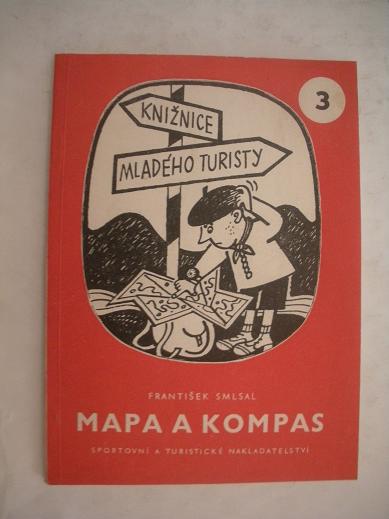 3
KNIŽNICE
MLADÉHO TURISTY
FRANTIŠEK SMLSAL
MAPA A KOMPAS
SPORTOVNÍ A TURISTICKÉ NAKLADATELSTVÍ